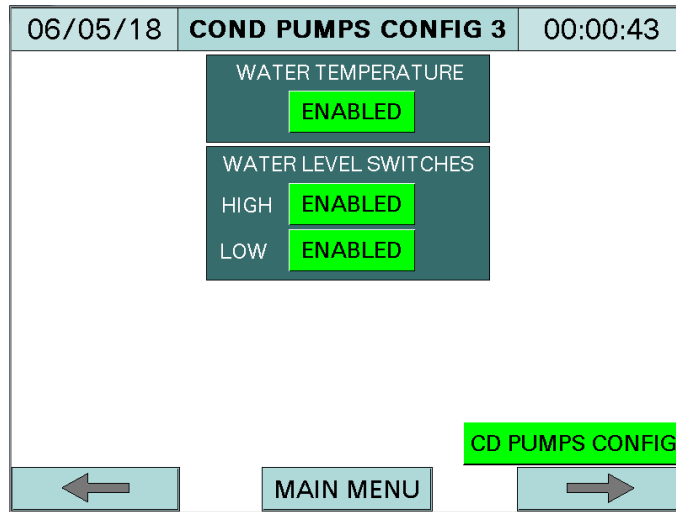 06/05/18 COND PUMPS CONFIG 3 00:00:43
WATER TEMPERATURE
ENABLED
WATER LEVEL SWITCHES
HIGH ENABLED
LOW ENABLED
CD PUMPS CONFIG
MAIN MENU